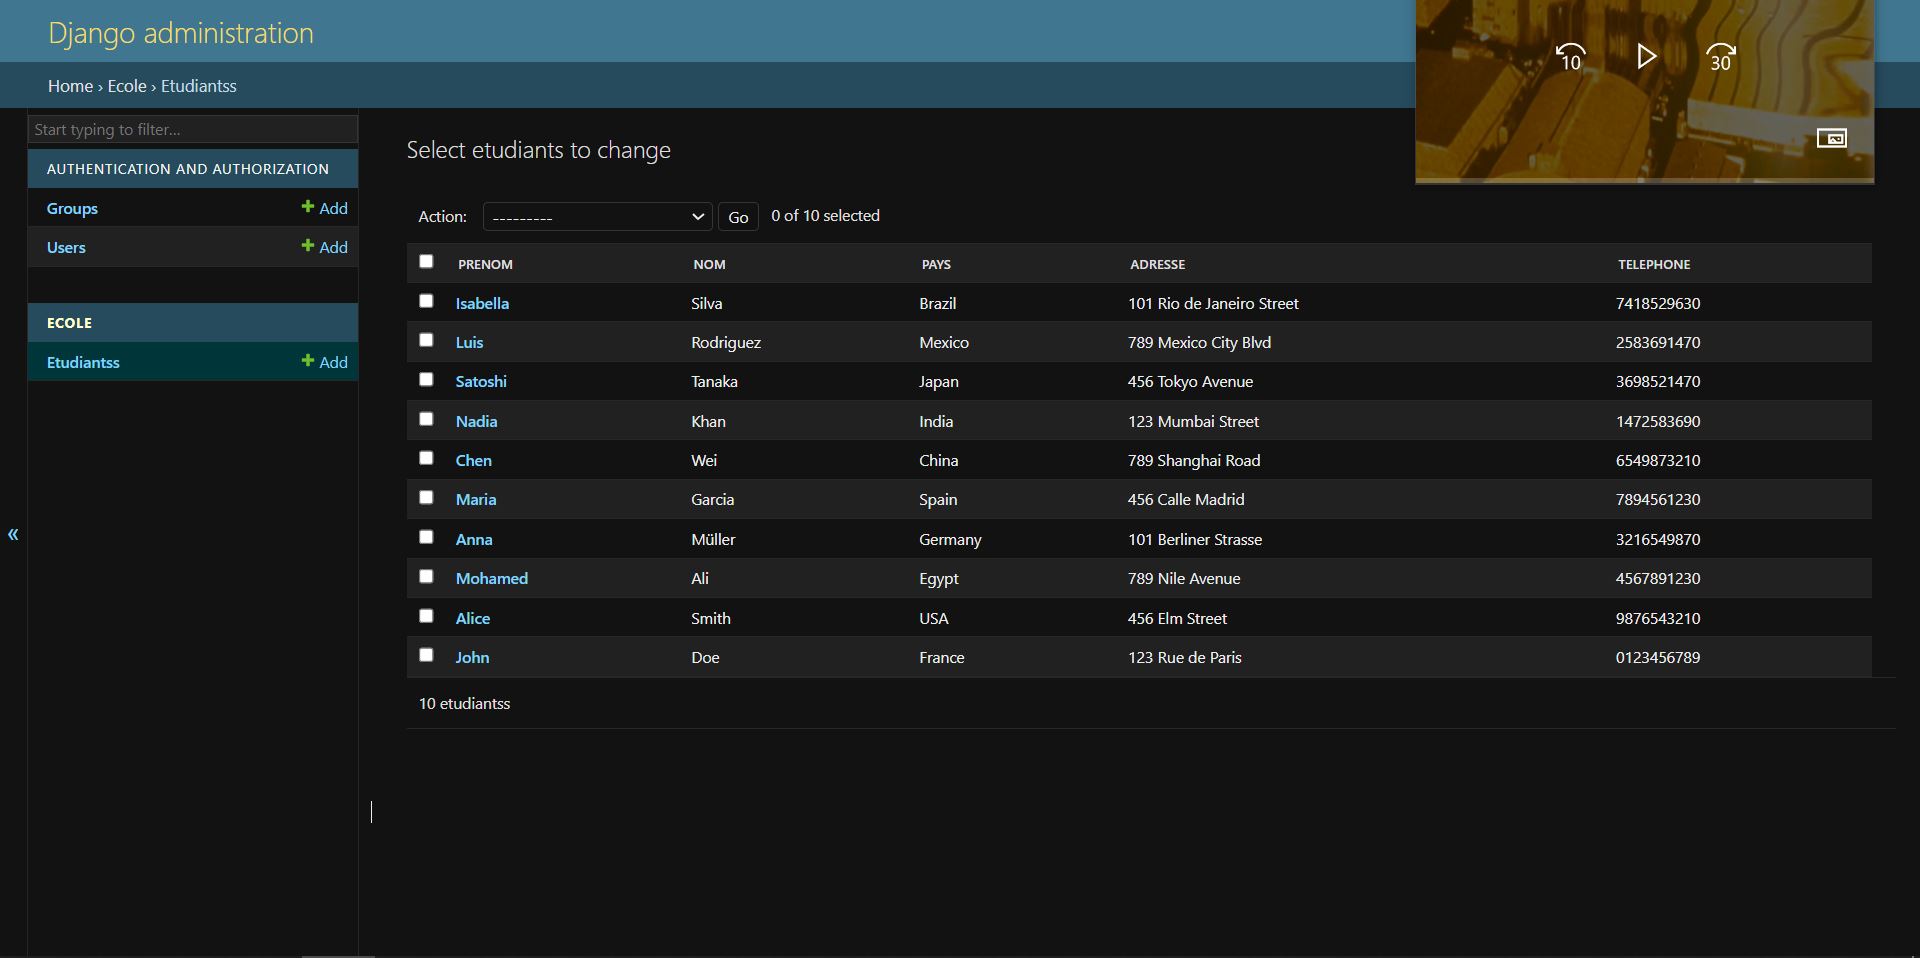 Django administration
10 30
Home › Ecole › Etudiantss
Start typing to filter...
AUTHENTICATION AND AUTHORIZATION
Groups + Add
Users + Add
ECOLE
Etudiantss + Add
«
Select etudiants to change
Action: --------- Go 0 of 10 selected
PRENOM NOM PAYS ADRESSE TELEPHONE
Isabella Silva Brazil 101 Rio de Janeiro Street 7418529630
Luis Rodriguez Mexico 789 Mexico City Blvd 2583691470
Satoshi Tanaka Japan 456 Tokyo Avenue 3698521470
Nadia Khan India 123 Mumbai Street 1472583690
Chen Wei China 789 Shanghai Road 6549873210
Maria Garcia Spain 456 Calle Madrid 7894561230
Anna Müller Germany 101 Berliner Strasse 3216549870
Mohamed Ali Egypt 789 Nile Avenue 4567891230
Alice Smith USA 456 Elm Street 9876543210
John Doe France 123 Rue de Paris 0123456789
10 etudiantss